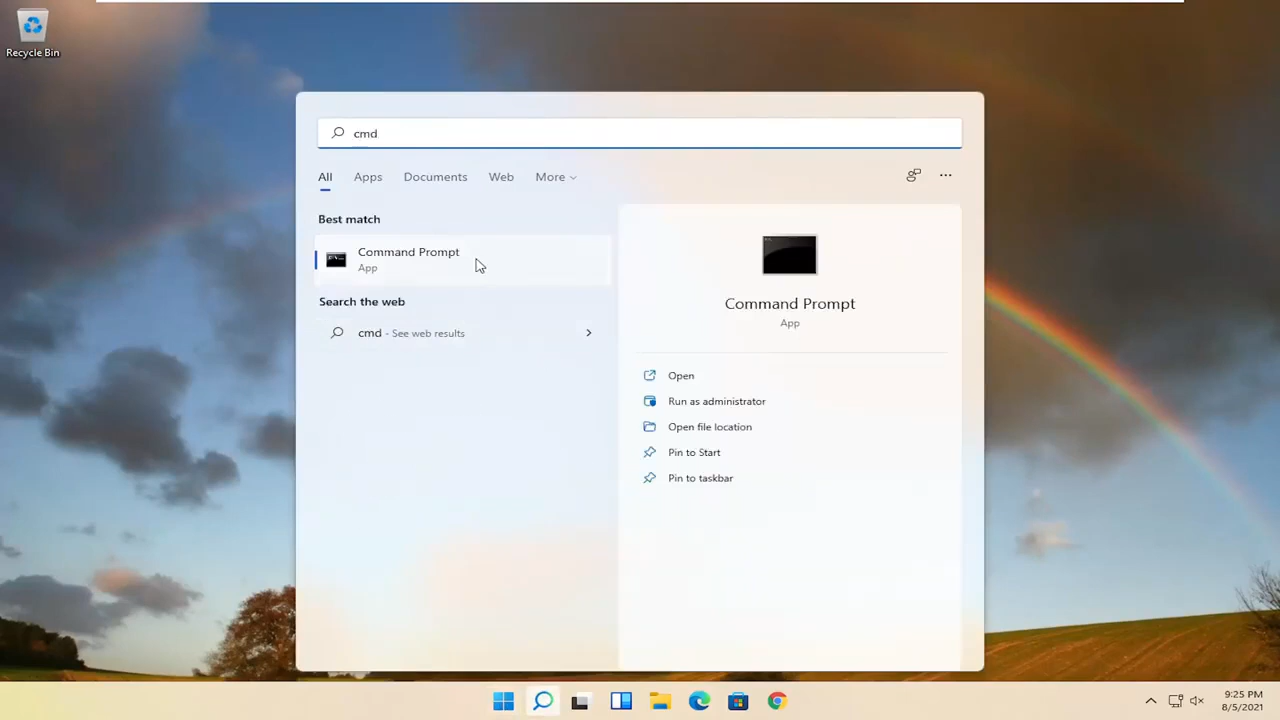 Recycle Bin
cmd
All Apps Documents Web More
Best match
Command Prompt
App
Search the web
cmd - See web results
Command Prompt
App
Open
Run as administrator
Open file location
Pin to Start
Pin to taskbar
9:25 PM
8/5/2021